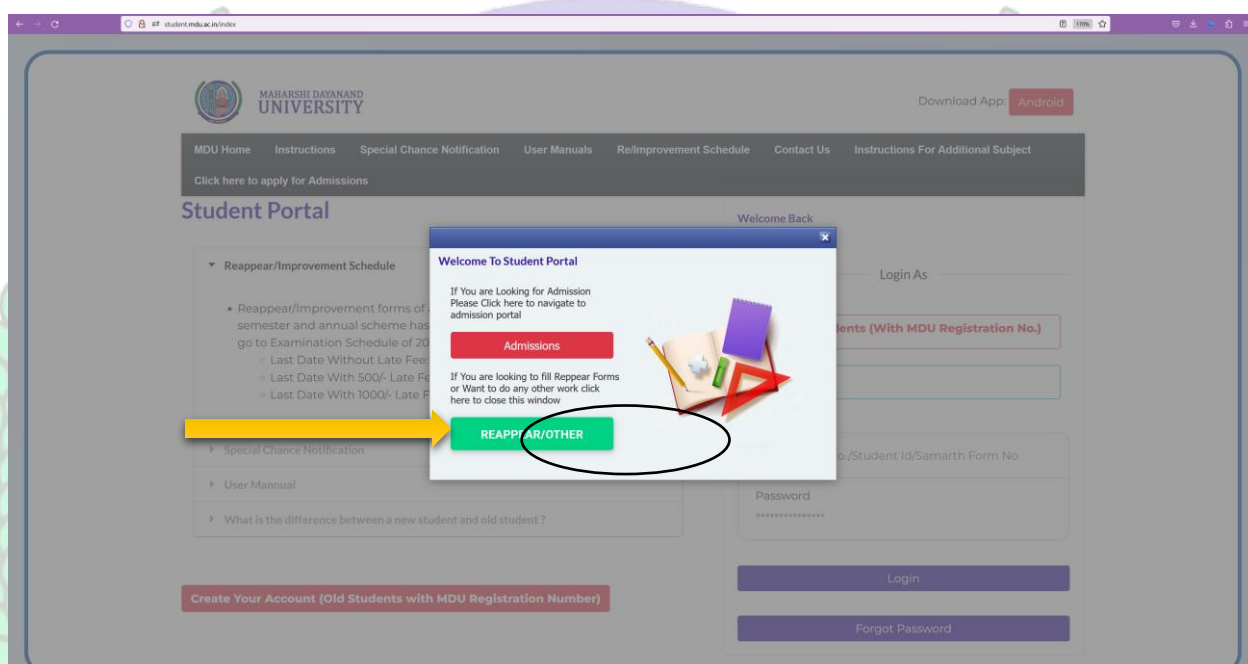 student.mdu.ac.in/index
170%
MAHARSHI DAYANAND
UNIVERSITY
Download App: Android
MDU Home Instructions Special Chance Notification User Manuals Re/Improvement Schedule Contact Us Instructions For Additional Subject
Click here to apply for Admissions
Student Portal
Reappear/Improvement Schedule
Reappear/Improvement forms of
semester and annual scheme has
go to Examination Schedule of 20
Last Date Without Late Fee:
Last Date With 500/- Late Fe
Last Date With 1000/- Late F
Special Chance Notification
User Mannual
What is the difference between a new student and old student ?
Create Your Account (Old Students with MDU Registration Number)
Welcome To Student Portal
If You are Looking for Admission
Please Click here to navigate to
admission portal
Admissions
If You are looking to fill Reppear Forms
or Want to do any other work click
here to close this window
REAPPEAR/OTHER
Welcome Back
Login As
ents (With MDU Registration No.)
o./Student Id/Samarth Form No
Password
***************
Login
Forgot Password